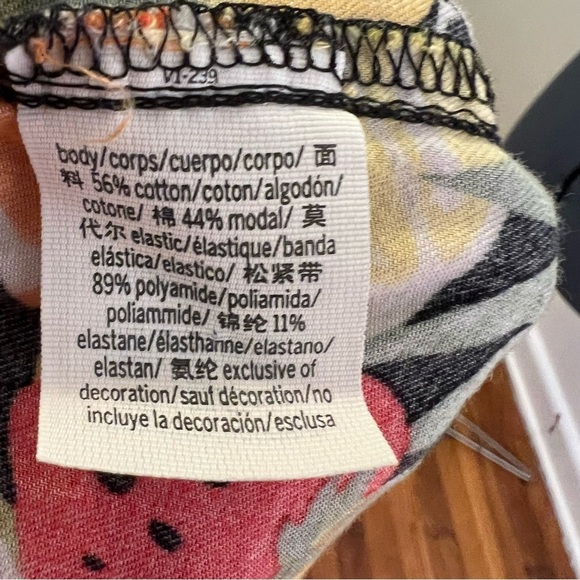 VT-239
body/corps/cuerpo/corpo/ 面
料 56% cotton/coton/algodón/
cotone/ 棉 44% modal/ 莫
代尔 elastic/élastique/banda
elástica/elastico/ 松紧带
89% polyamide/poliamida/
poliammide/ 锦纶 11%
elastane/élasthanne/elastano/
elastan/ 氨纶 exclusive of
decoration/sauf décoration/no
incluye la decoración/esclusa